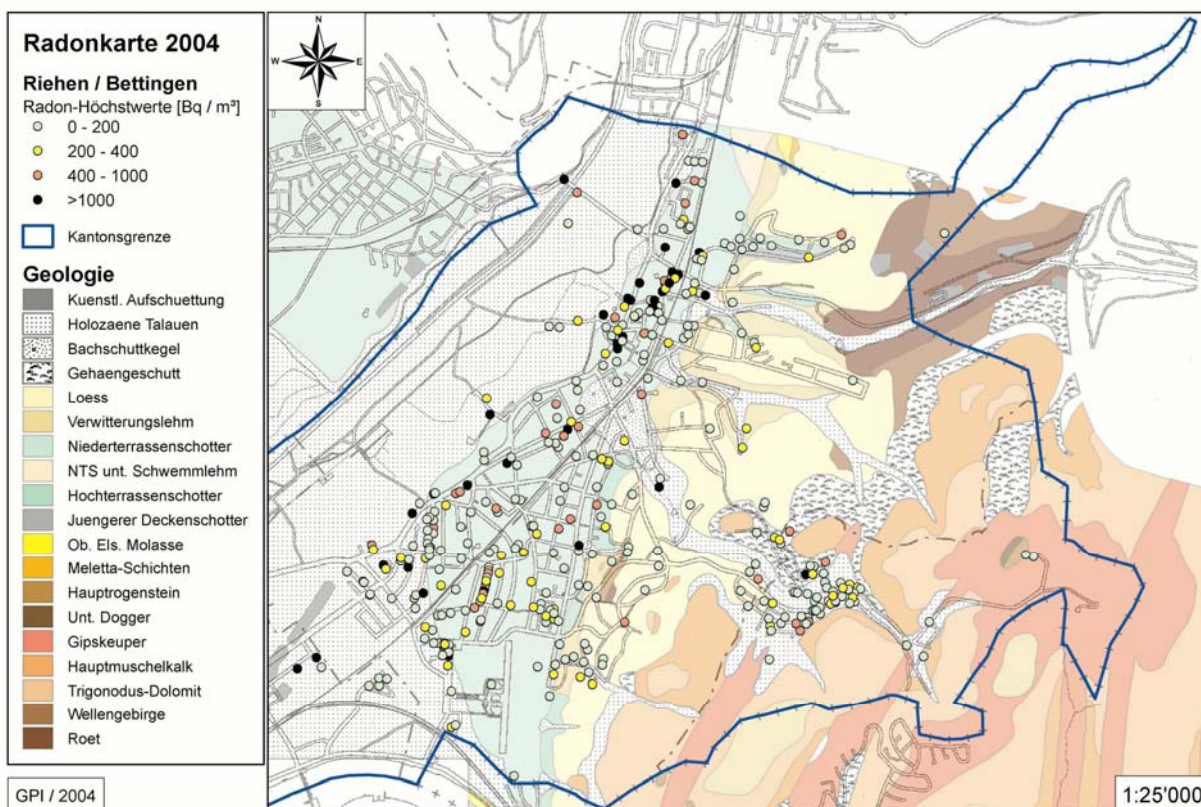 Radonkarte 2004
Riehen / Bettingen
Radon-Höchstwerte [Bq / m³]
0 - 200
200 - 400
400 - 1000
>1000
Kantonsgrenze
Geologie
Kuenstl. Aufschuettung
Holozaene Talauen
Bachschuttkegel
Gehaengeschutt
Loess
Verwitterungslehm
Niederterrassenschotter
NTS unt. Schwemmlehm
Hochterrassenschotter
Juengerer Deckenschotter
Ob. Els. Molasse
Meletta-Schichten
Hauptrogenstein
Unt. Dogger
Gipskeuper
Hauptmuschelkalk
Trigonodus-Dolomit
Wellengebirge
Roet
GPI / 2004
N
W E
S
1:25'000